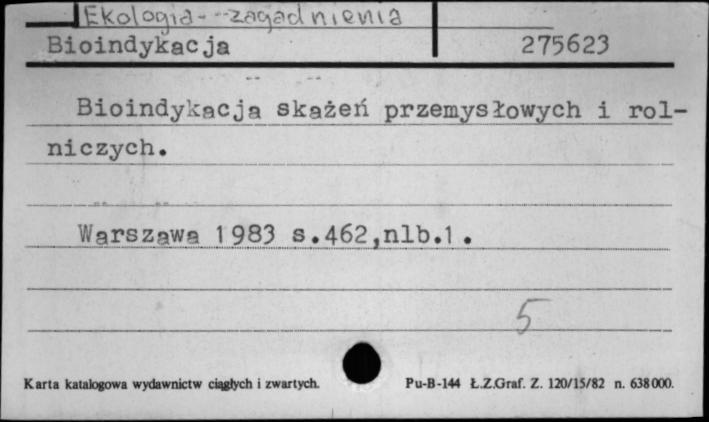 Ekologia - zagadnienia
Bioindykacja 275623
Bioindykacja skażeń przemysłowych i rol-
niczych.
Warszawa 1983 s.462,nlb.1.
5
Karta katalogowa wydawnictw ciągłych i zwartych. Pu-B-144 Ł.Z.Graf. Z. 120/15/82 n. 638000.